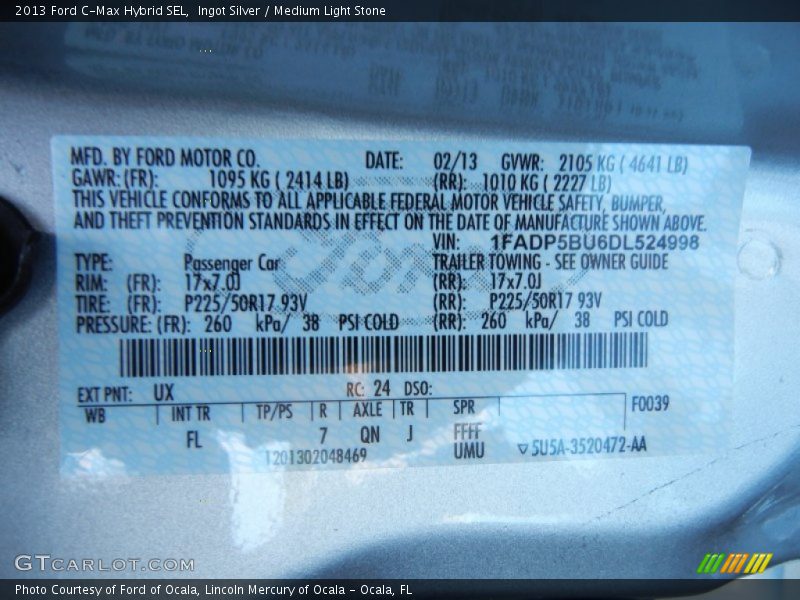 2013 Ford C-Max Hybrid SEL, Ingot Silver / Medium Light Stone
MFD. BY FORD MOTOR CO. DATE: 02/13 GVWR: 2105 KG ( 4641 LB)
GAWR: (FR): 1095 KG ( 2414 LB) (RR): 1010 KG ( 2227 LB)
THIS VEHICLE CONFORMS TO ALL APPLICABLE FEDERAL MOTOR VEHICLE SAFETY, BUMPER,
AND THEFT PREVENTION STANDARDS IN EFFECT ON THE DATE OF MANUFACTURE SHOWN ABOVE.
VIN: 1FADP5BU6DL524998
TYPE: Passenger Car TRAILER TOWING - SEE OWNER GUIDE
RIM: (FR): 17x7.0J (RR): 17x7.0J
TIRE: (FR): P225/50R17 93V (RR): P225/50R17 93V
PRESSURE: (FR): 260 kPa/ 38 PSI COLD (RR): 260 kPa/ 38 PSI COLD
EXT PNT: UX RC: 24 DSO:
WB INT TR TP/PS R AXLE TR SPR F0039
FL 7 QN J FFFF
1201302048469 UMU ▽5U5A-3520472-AA
GTCARLOT.COM
Photo Courtesy of Ford of Ocala, Lincoln Mercury of Ocala - Ocala, FL